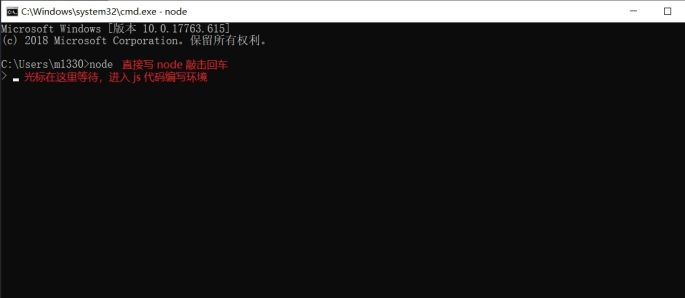 C:\Windows\system32\cmd.exe - node
Microsoft Windows [版本 10.0.17763.615]
(c) 2018 Microsoft Corporation。保留所有权利。
C:\Users\m1330>node 直接写 node 敲击回车
> 光标在这里等待，进入 js 代码编写环境